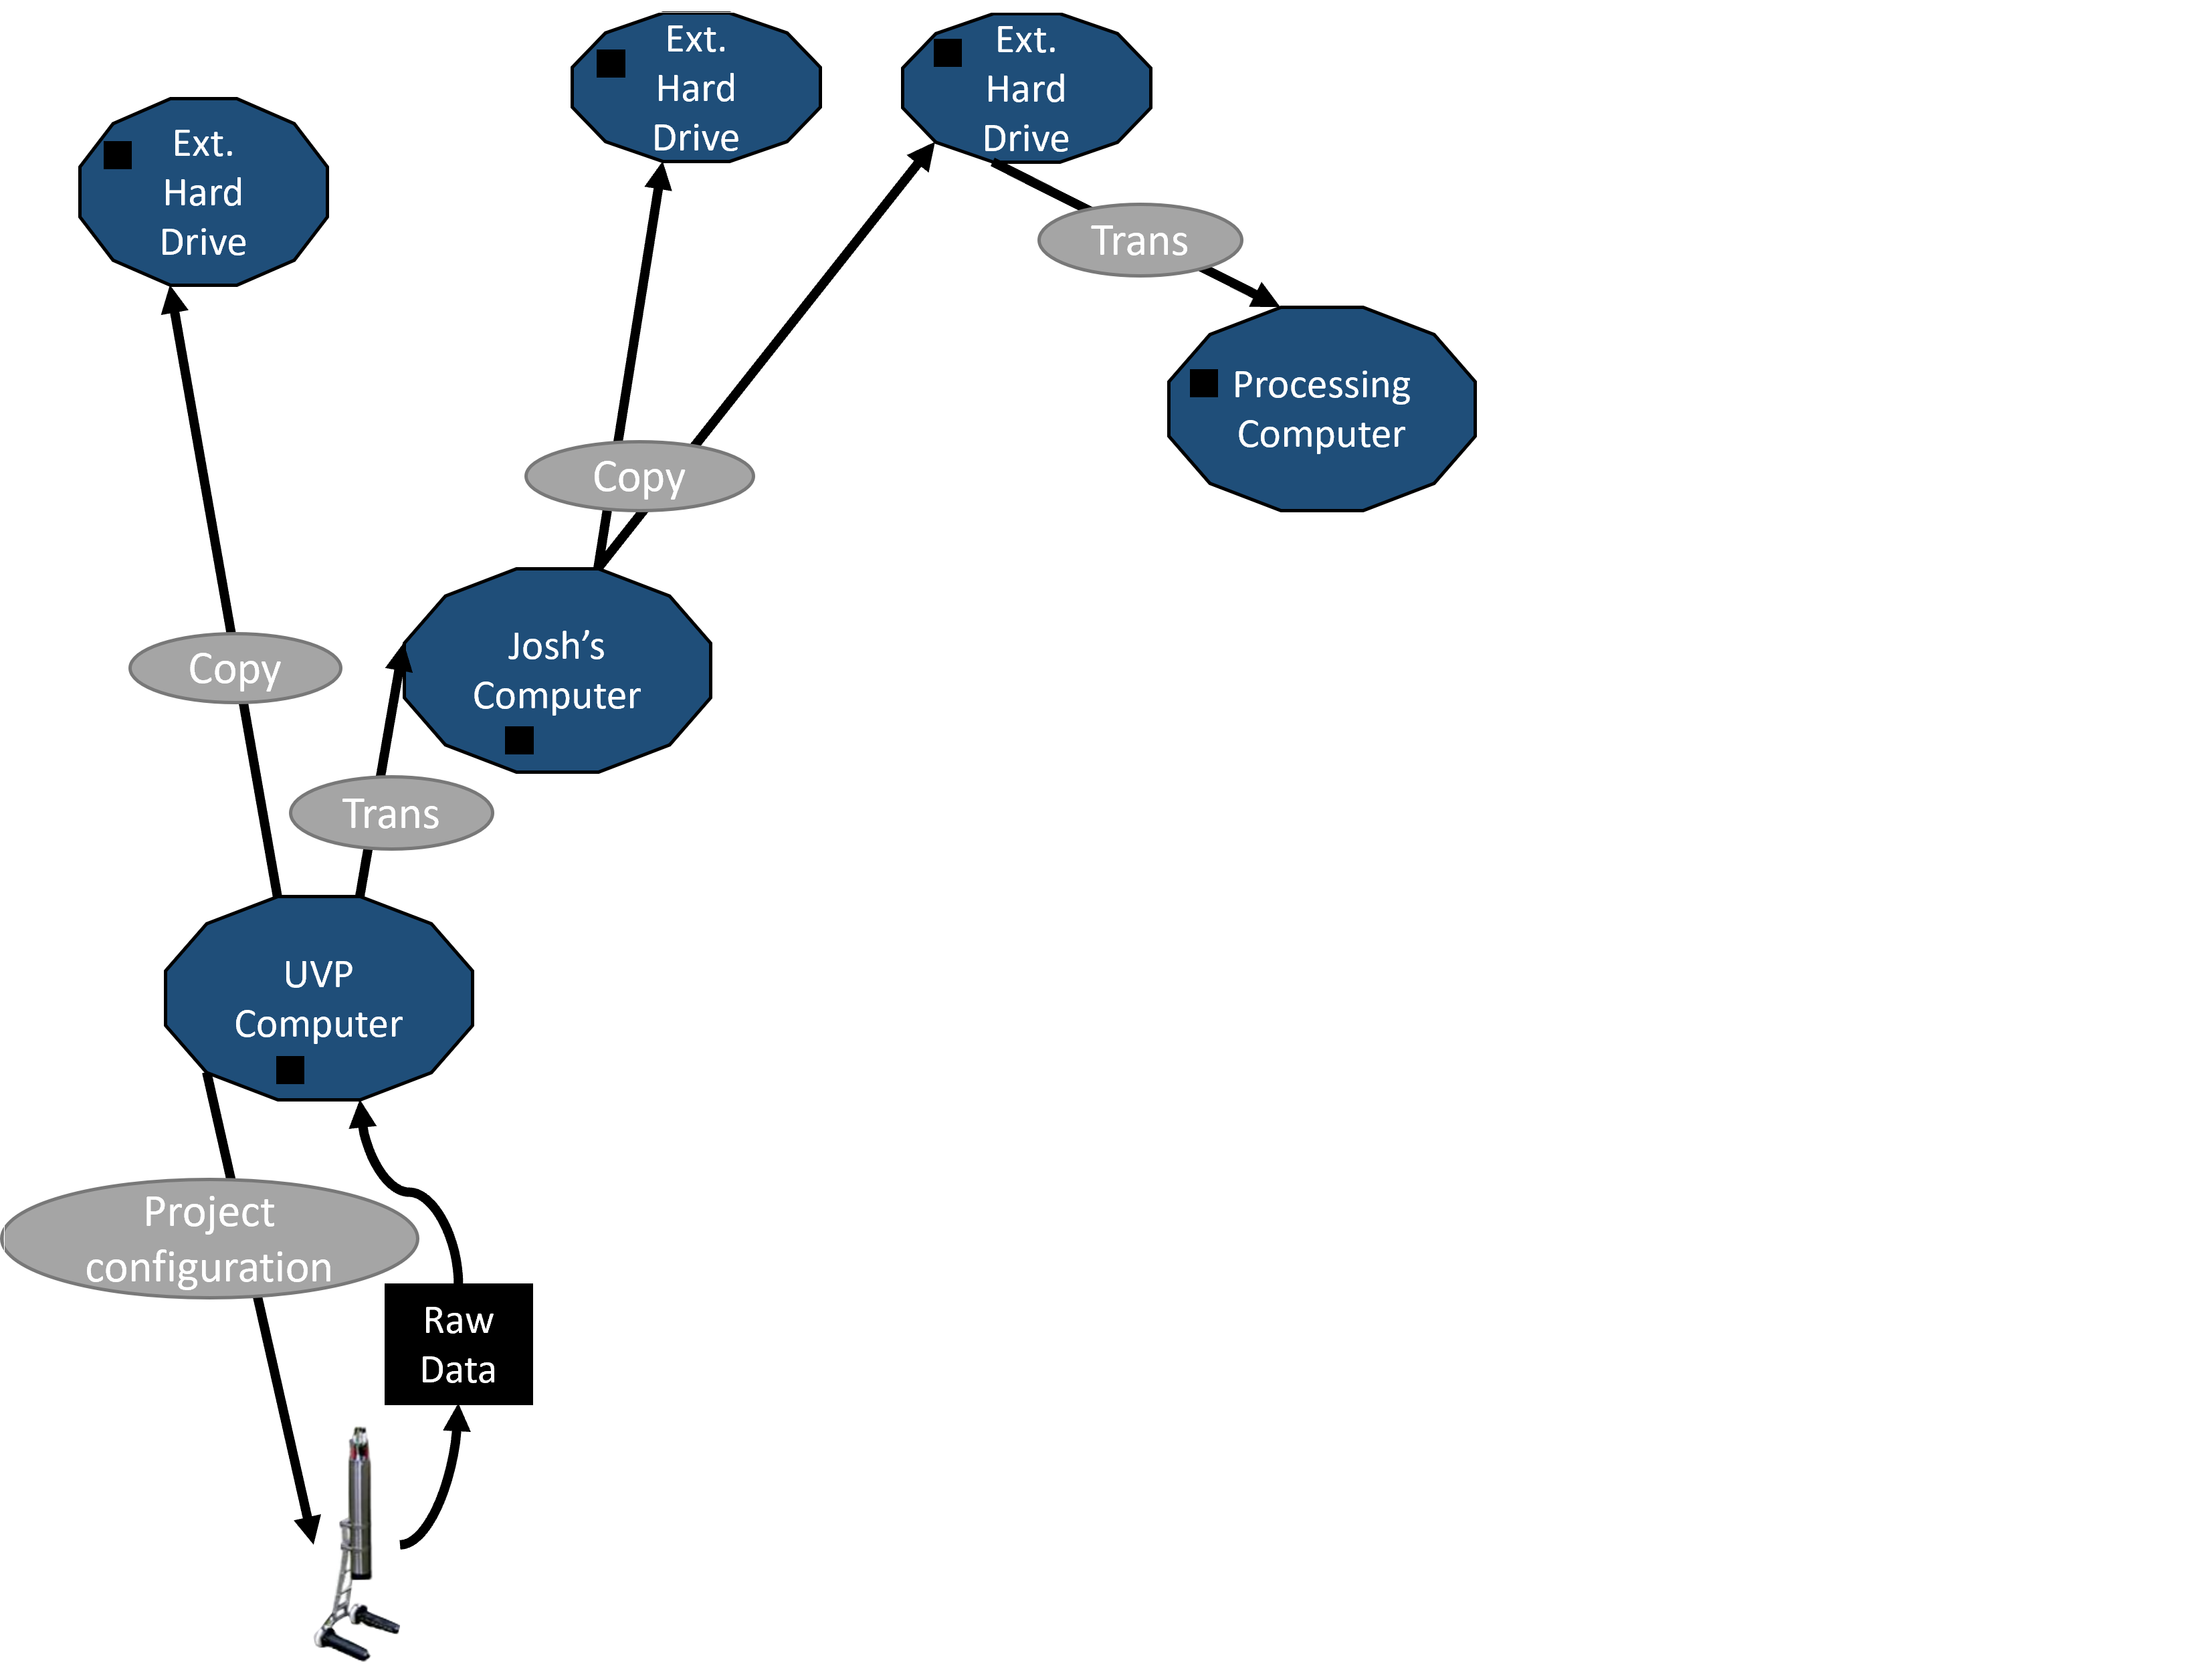 Ext.
Hard
Drive
Ext.
Hard
Drive
Ext.
Hard
Drive
Trans
Processing
Computer
Copy
Josh’s
Computer
Copy
Trans
UVP
Computer
Project
configuration
Raw
Data